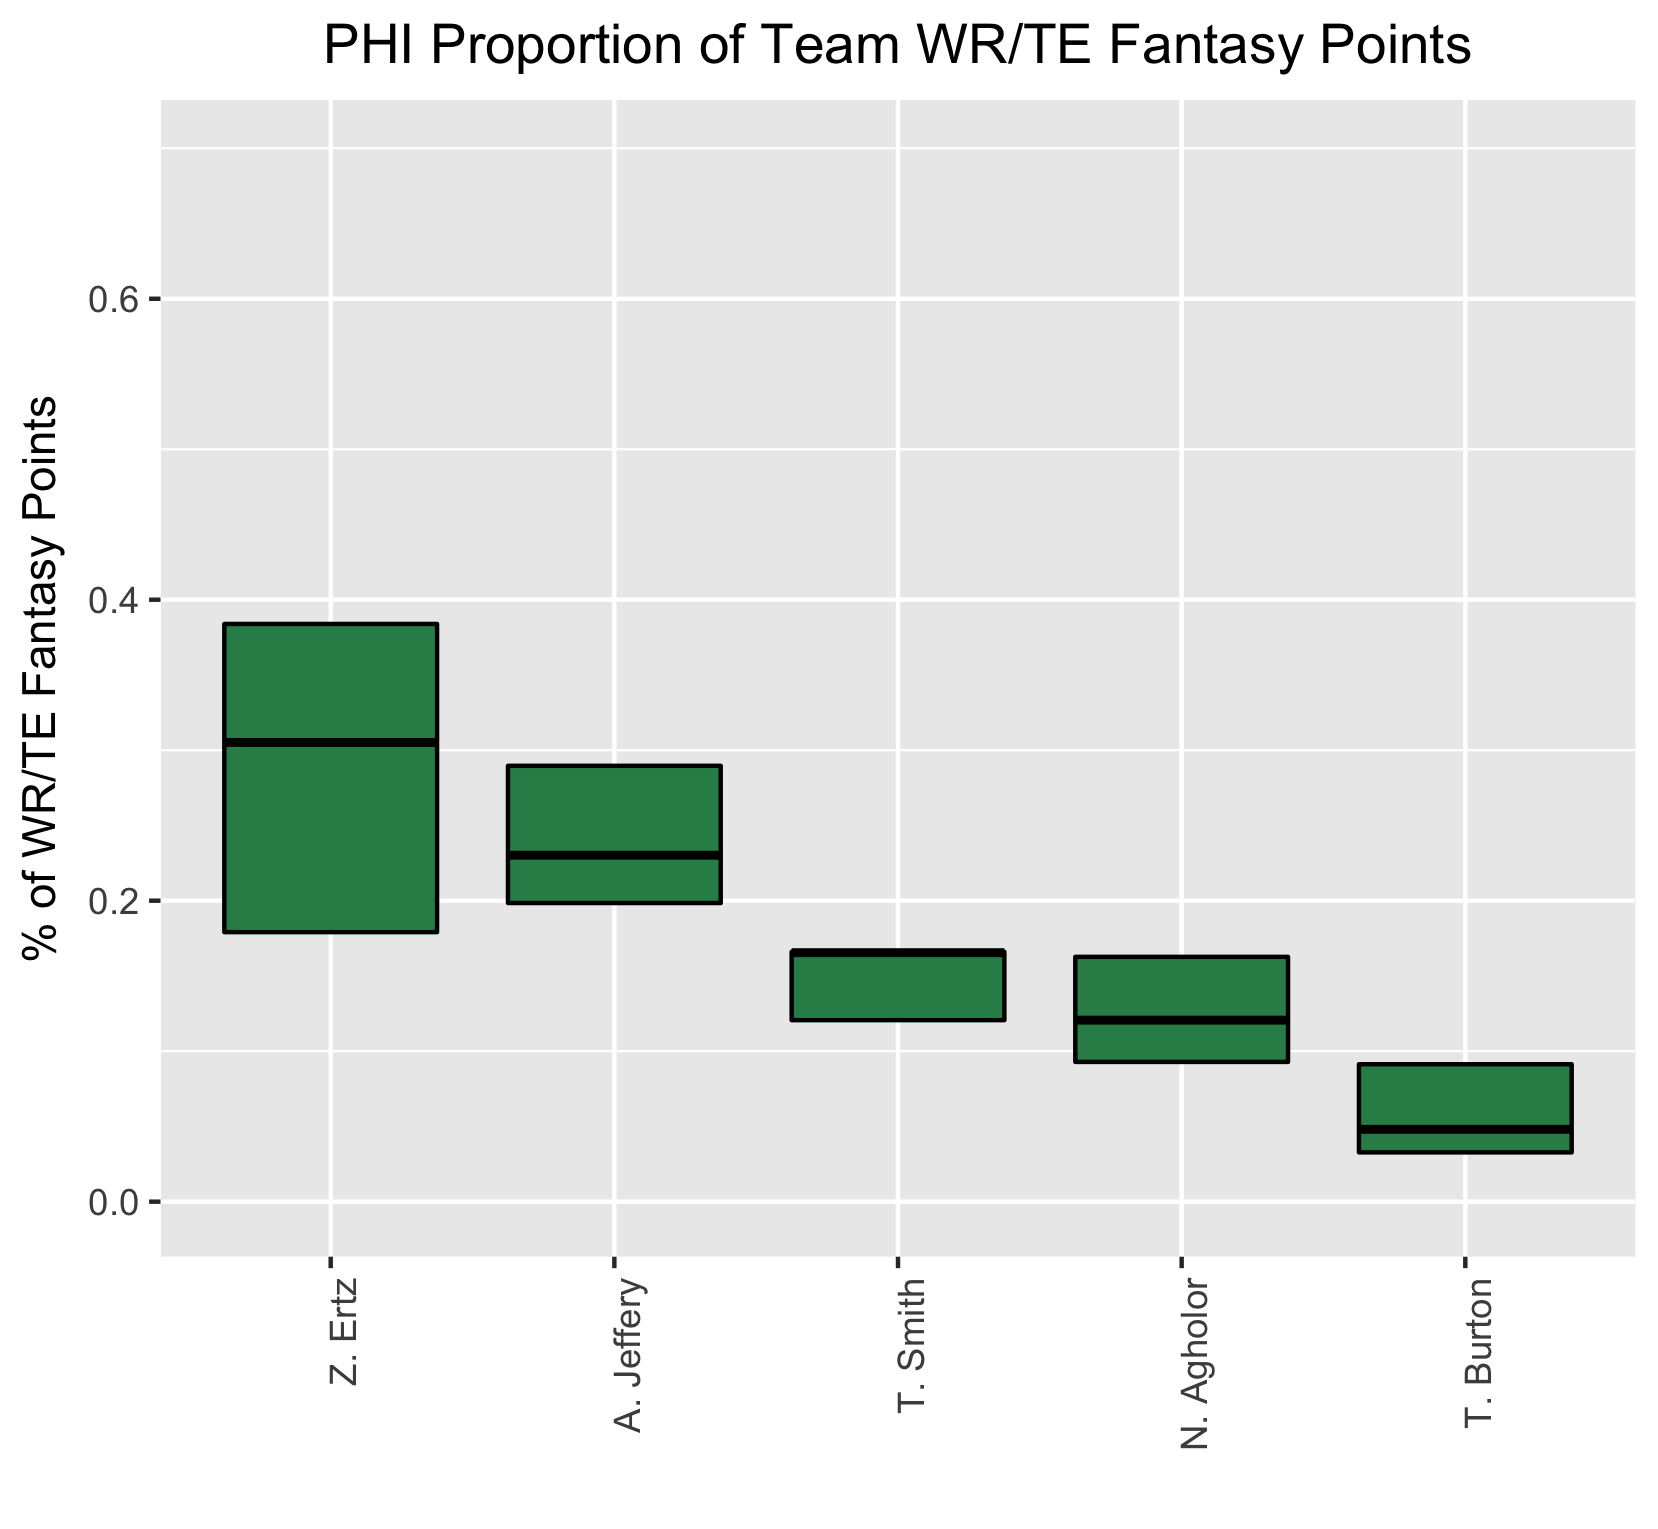 PHI Proportion of Team WR/TE Fantasy Points
% of WR/TE Fantasy Points
0.6
0.4
0.2
0.0
Z. Ertz
A. Jeffery
T. Smith
N. Agholor
T. Burton